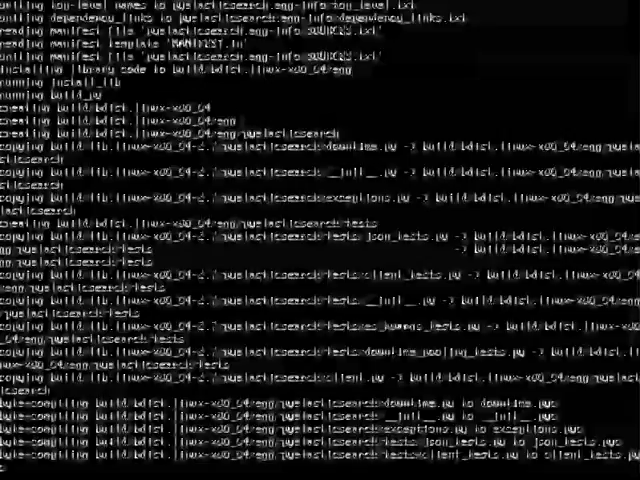 writing top-level names to pyelasticsearch.egg-info/top_level.txt
writing dependency_links to pyelasticsearch.egg-info/dependency_links.txt
reading manifest file 'pyelasticsearch.egg-info/SOURCES.txt'
reading manifest template 'MANIFEST.in'
writing manifest file 'pyelasticsearch.egg-info/SOURCES.txt'
installing library code to build/bdist.linux-x86_64/egg
running install_lib
running build_py
creating build/bdist.linux-x86_64
creating build/bdist.linux-x86_64/egg
creating build/bdist.linux-x86_64/egg/pyelasticsearch
copying build/lib.linux-x86_64-2.7/pyelasticsearch/downtime.py -> build/bdist.linux-x86_64/egg/pyela
sticsearch
copying build/lib.linux-x86_64-2.7/pyelasticsearch/__init__.py -> build/bdist.linux-x86_64/egg/pyela
sticsearch
copying build/lib.linux-x86_64-2.7/pyelasticsearch/exceptions.py -> build/bdist.linux-x86_64/egg/pye
lasticsearch
creating build/bdist.linux-x86_64/egg/pyelasticsearch/tests
copying build/lib.linux-x86_64-2.7/pyelasticsearch/tests/json_tests.py -> build/bdist.linux-x86_64/e
gg/pyelasticsearch/tests -> build/bdist.linux-x86_64/e
gg/pyelasticsearch/tests
copying build/lib.linux-x86_64-2.7/pyelasticsearch/tests/client_tests.py -> build/bdist.linux-x86_64
/egg/pyelasticsearch/tests
copying build/lib.linux-x86_64-2.7/pyelasticsearch/tests/__init__.py -> build/bdist.linux-x86_64/egg
/pyelasticsearch/tests
copying build/lib.linux-x86_64-2.7/pyelasticsearch/tests/es_kwargs_tests.py -> build/bdist.linux-x86
_64/egg/pyelasticsearch/tests
copying build/lib.linux-x86_64-2.7/pyelasticsearch/tests/downtime_pooling_tests.py -> build/bdist.li
nux-x86_64/egg/pyelasticsearch/tests
copying build/lib.linux-x86_64-2.7/pyelasticsearch/client.py -> build/bdist.linux-x86_64/egg/pyelast
icsearch
byte-compiling build/bdist.linux-x86_64/egg/pyelasticsearch/downtime.py to downtime.pyc
byte-compiling build/bdist.linux-x86_64/egg/pyelasticsearch/__init__.py to __init__.pyc
byte-compiling build/bdist.linux-x86_64/egg/pyelasticsearch/exceptions.py to exceptions.pyc
byte-compiling build/bdist.linux-x86_64/egg/pyelasticsearch/tests/json_tests.py to json_tests.pyc
byte-compiling build/bdist.linux-x86_64/egg/pyelasticsearch/tests/client_tests.py to client_tests.py
c